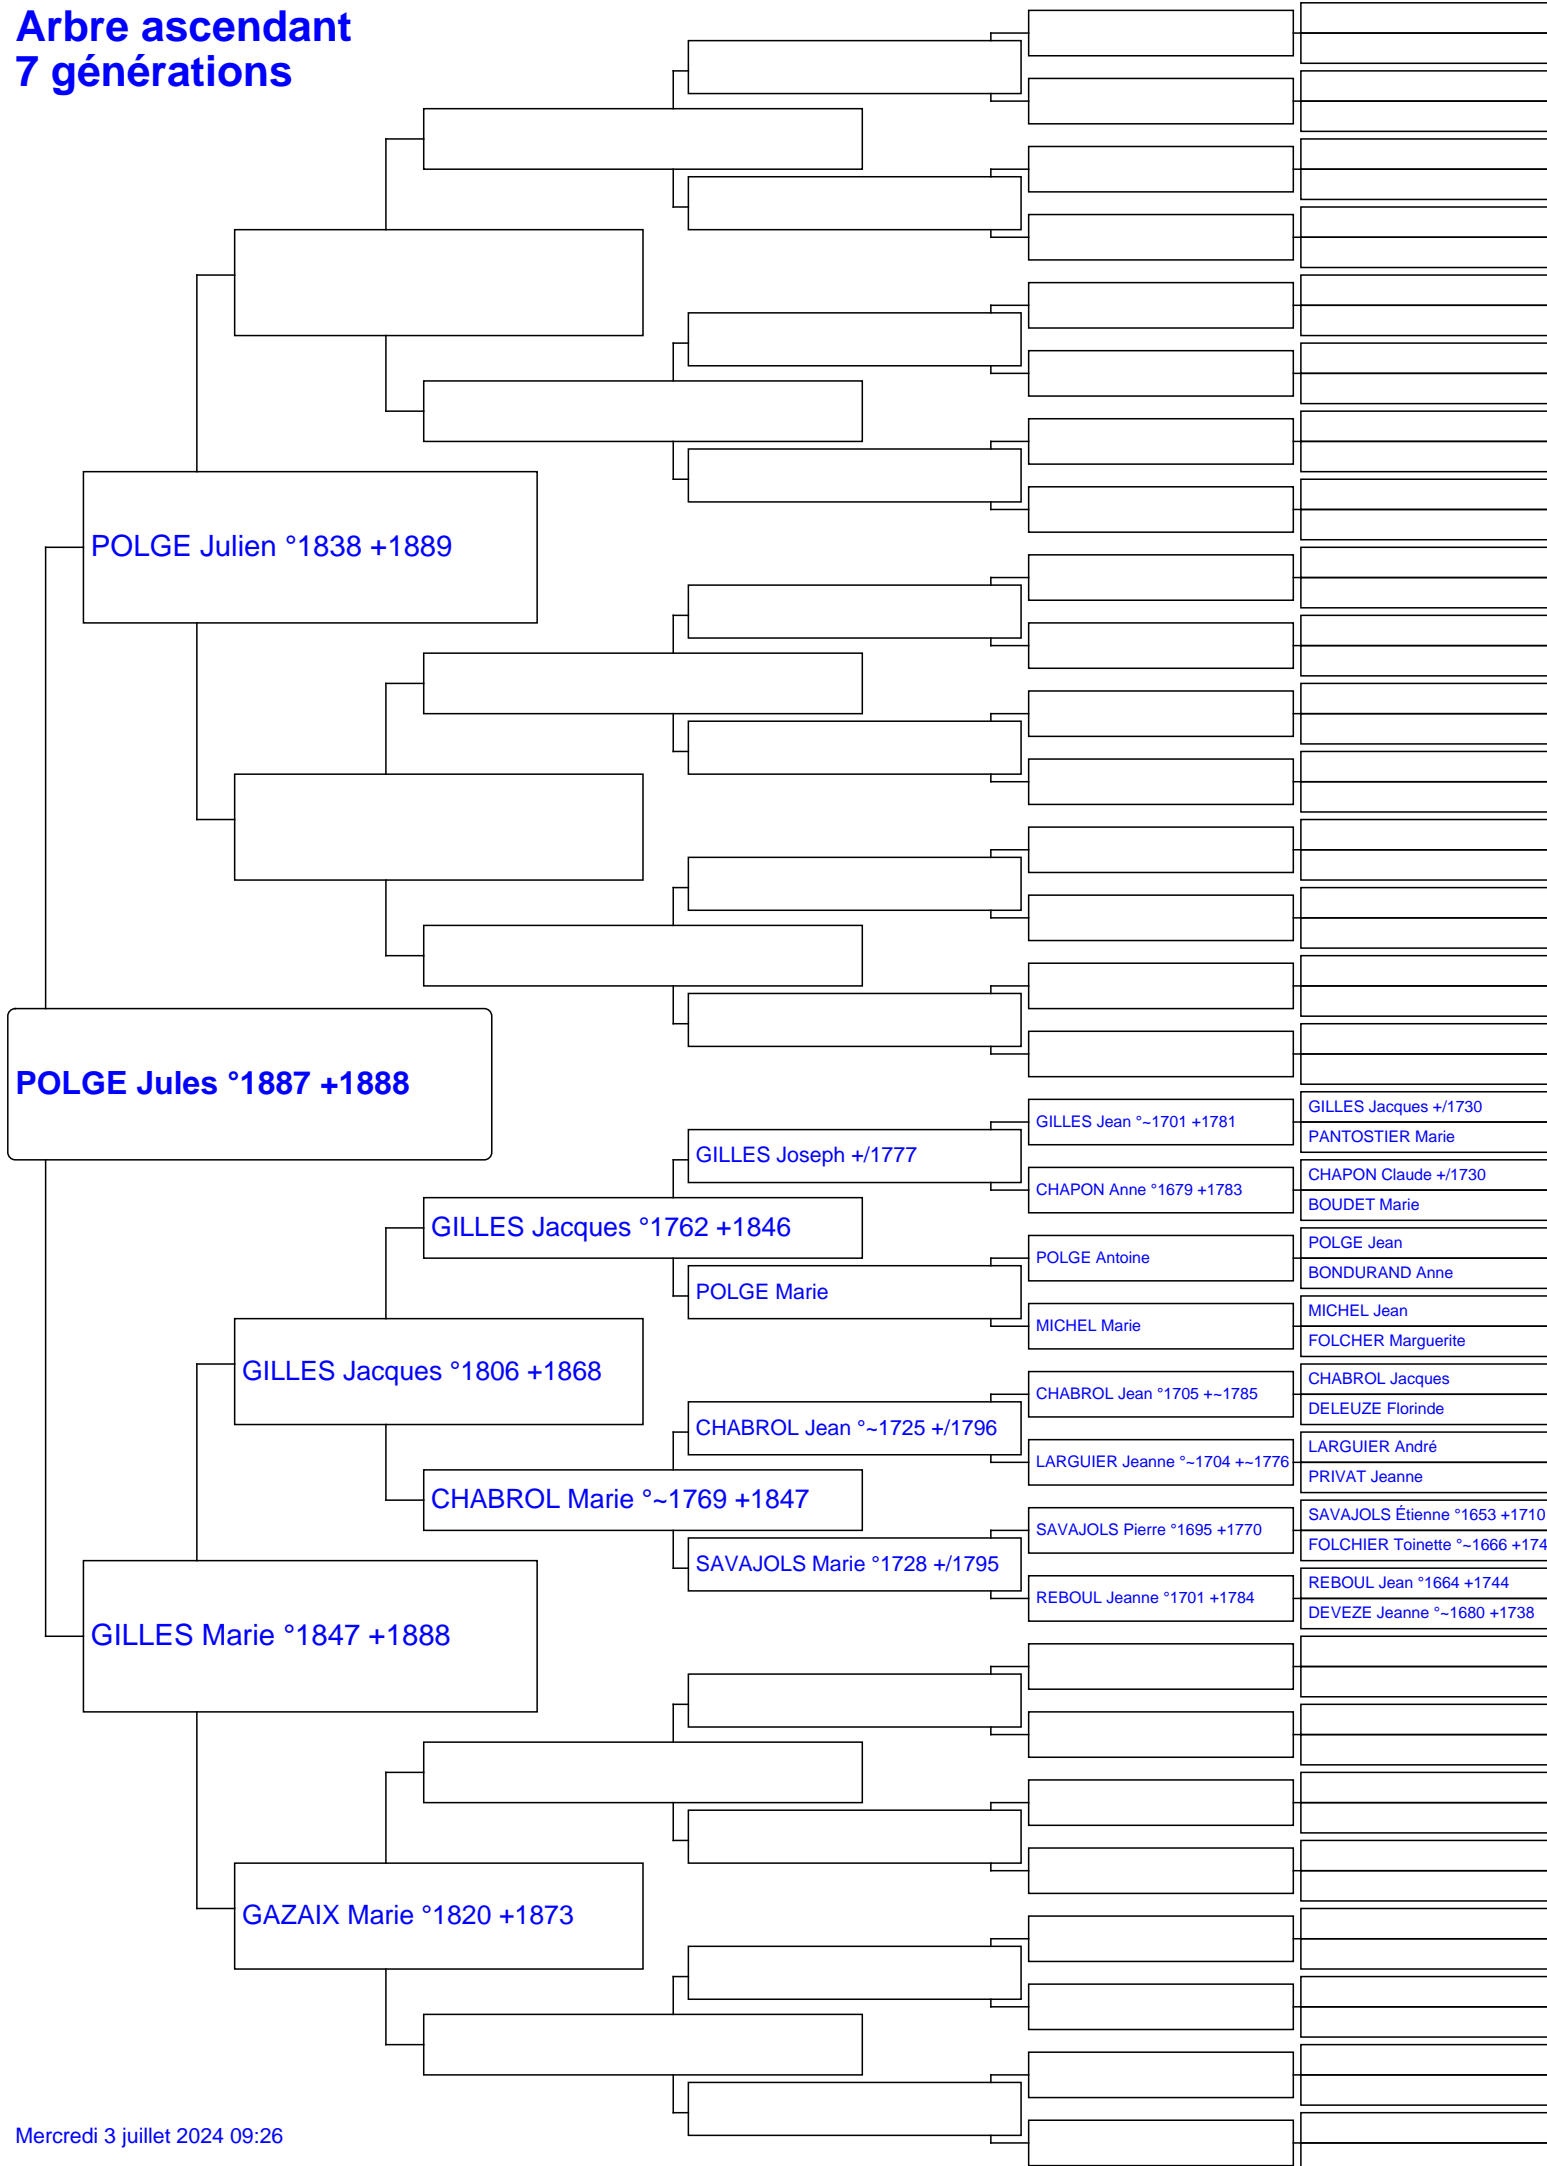 Arbre ascendant
7 générations
POLGE Julien °1838 +1889
POLGE Jules °1887 +1888
GILLES Jean °~1701 +1781
GILLES Jacques +/1730
PANTOSTIER Marie
GILLES Joseph +/1777
CHAPON Anne °1679 +1783
CHAPON Claude +/1730
BOUDET Marie
GILLES Jacques °1762 +1846
POLGE Antoine
POLGE Jean
BONDURAND Anne
POLGE Marie
MICHEL Marie
MICHEL Jean
FOLCHER Marguerite
GILLES Jacques °1806 +1868
CHABROL Jean °1705 +~1785
CHABROL Jacques
DELEUZE Florinde
CHABROL Jean °~1725 +/1796
LARGUIER Jeanne °~1704 +~1776
LARGUIER André
PRIVAT Jeanne
CHABROL Marie °~1769 +1847
SAVAJOLS Pierre °1695 +1770
SAVAJOLS Étienne °1653 +1710
FOLCHIER Toinette °~1666 +174
SAVAJOLS Marie °1728 +/1795
REBOUL Jeanne °1701 +1784
REBOUL Jean °1664 +1744
DEVEZE Jeanne °~1680 +1738
GILLES Marie °1847 +1888
GAZAIX Marie °1820 +1873
Mercredi 3 juillet 2024 09:26